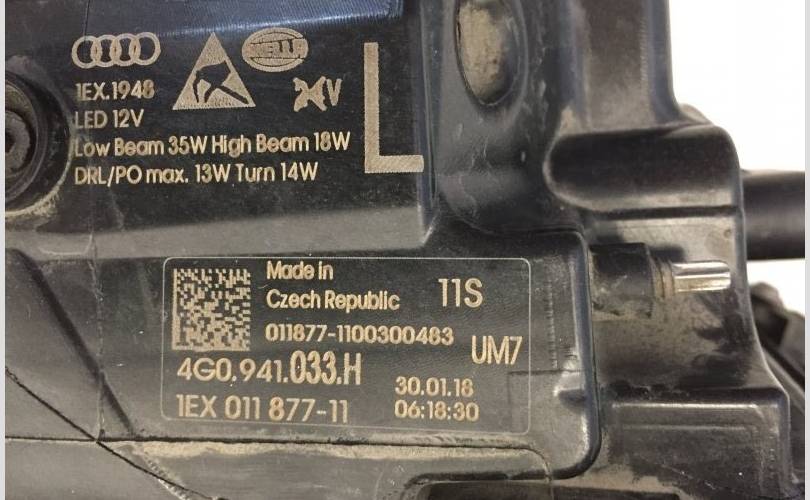 HELLA
L
1EX.1948
24V
LED 12V
Low Beam 35W High Beam 18W
DRL/PO max. 13W Turn 14W
Made in
Czech Republic
11S
011877-1100300483
UM7
4G0.941.033.H
30.01.18
1EX 011 877-11
06:18:30